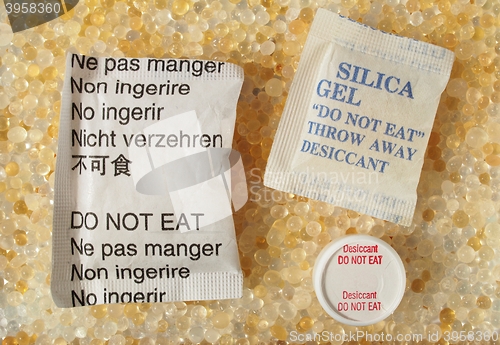 3958360
Ne pas manger
Non ingerire
No ingerir
Nicht verzehren
不可食
DO NOT EAT
Ne pas manger
Non ingerire
No ingerir
SILICA
GEL
"DO NOT EAT"
THROW AWAY
DESICCANT
Desiccant
DO NOT EAT
Desiccant
DO NOT EAT
3958360